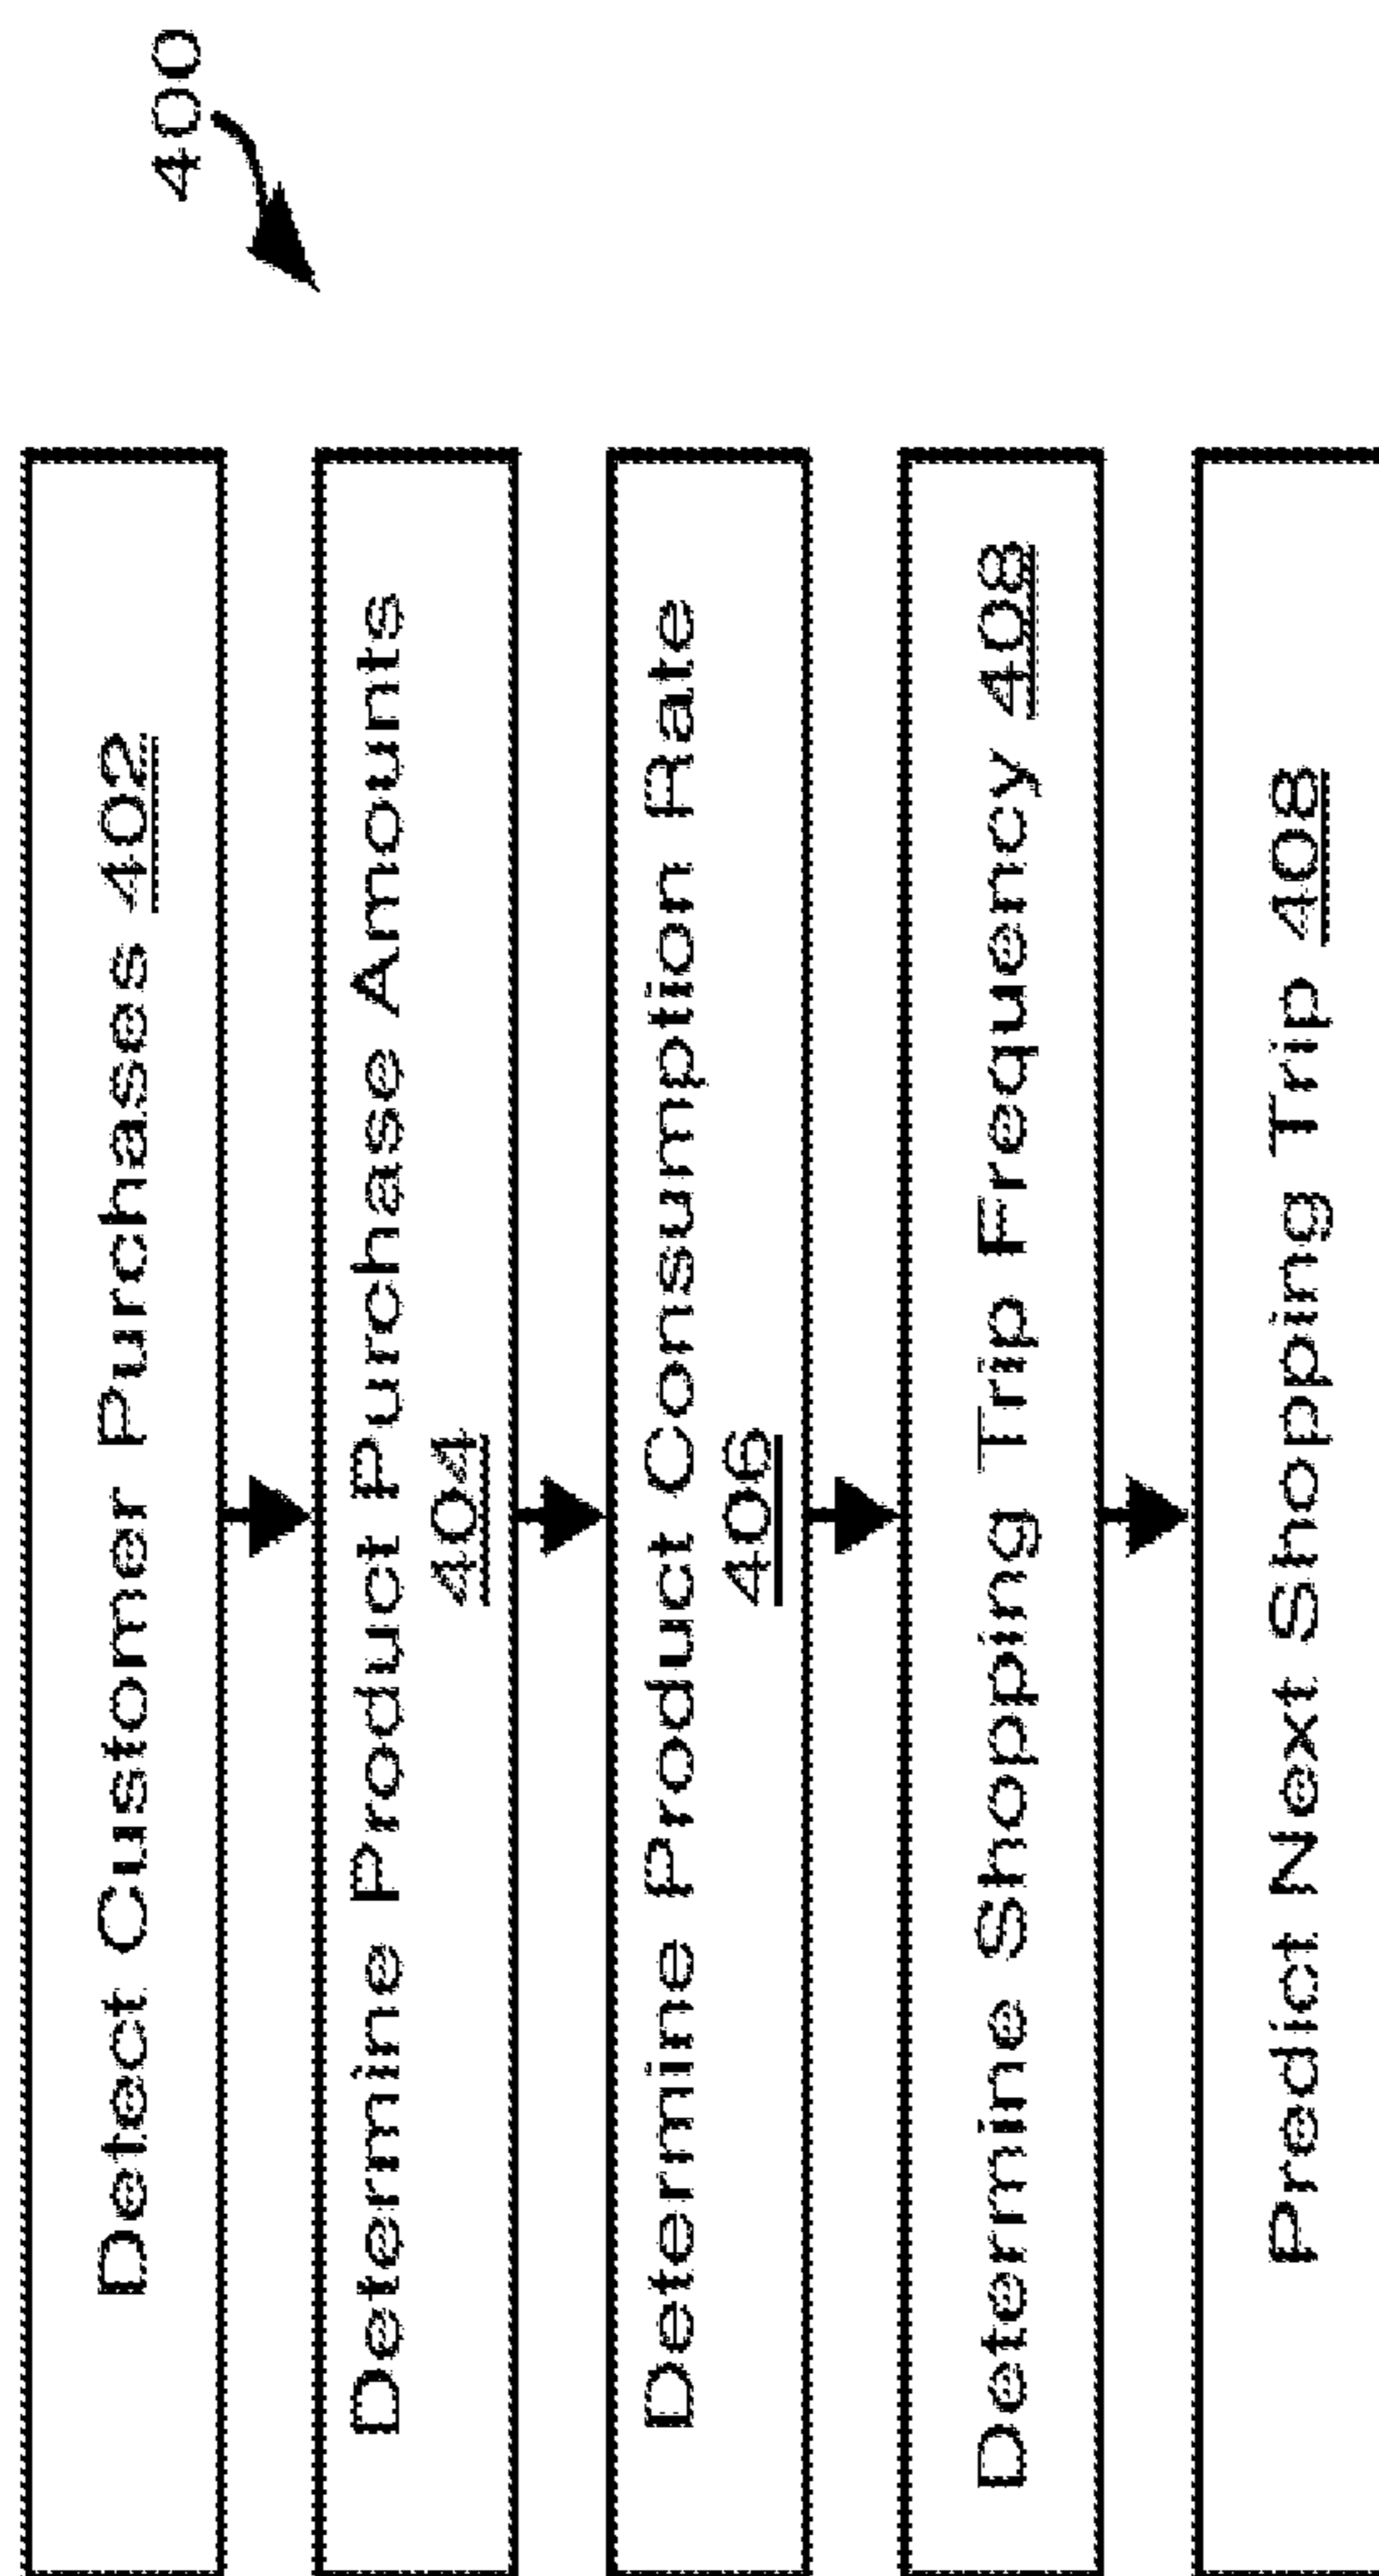 400
Detect Customer Purchases 402
Determine Product Purchase Amounts
404
Determine Product Consumption Rate
406
Determine Shopping Trip Frequency 408
Predict Next Shopping Trip 408